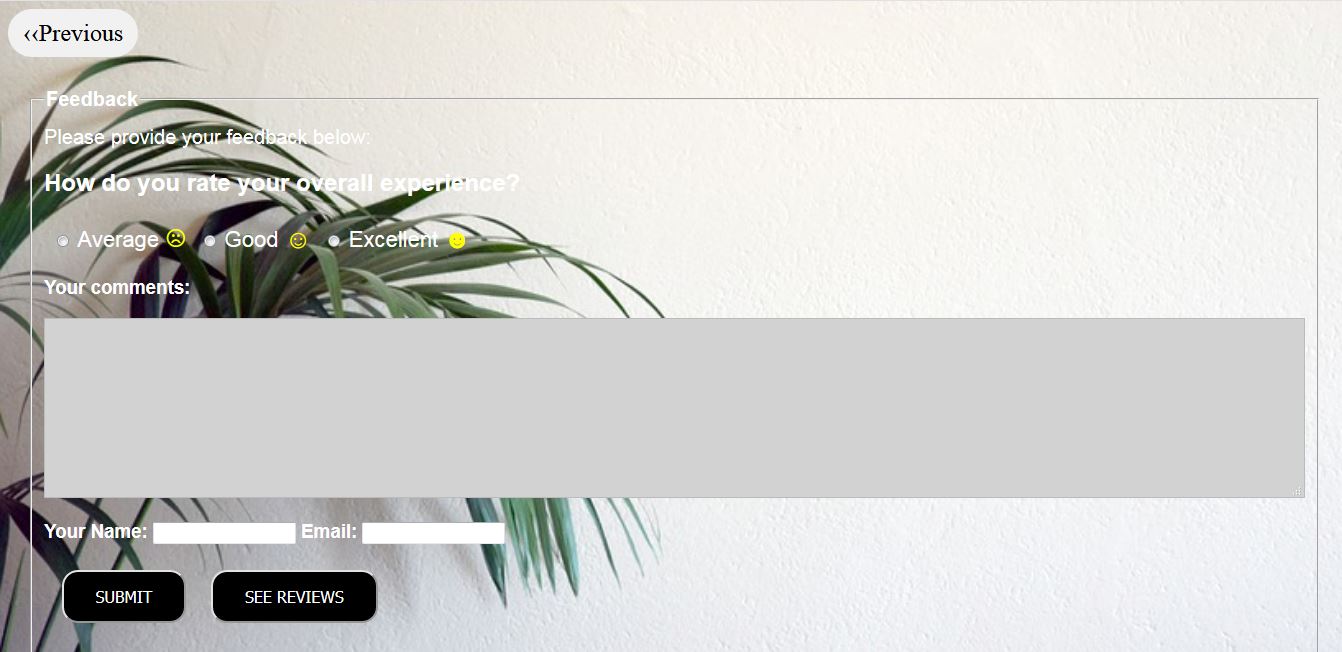 ‹‹Previous
Feedback
Please provide your feedback below:
How do you rate your overall experience?
Average ☹ Good ☺ Excellent ☻
Your comments:
Your Name: Email:
SUBMIT SEE REVIEWS